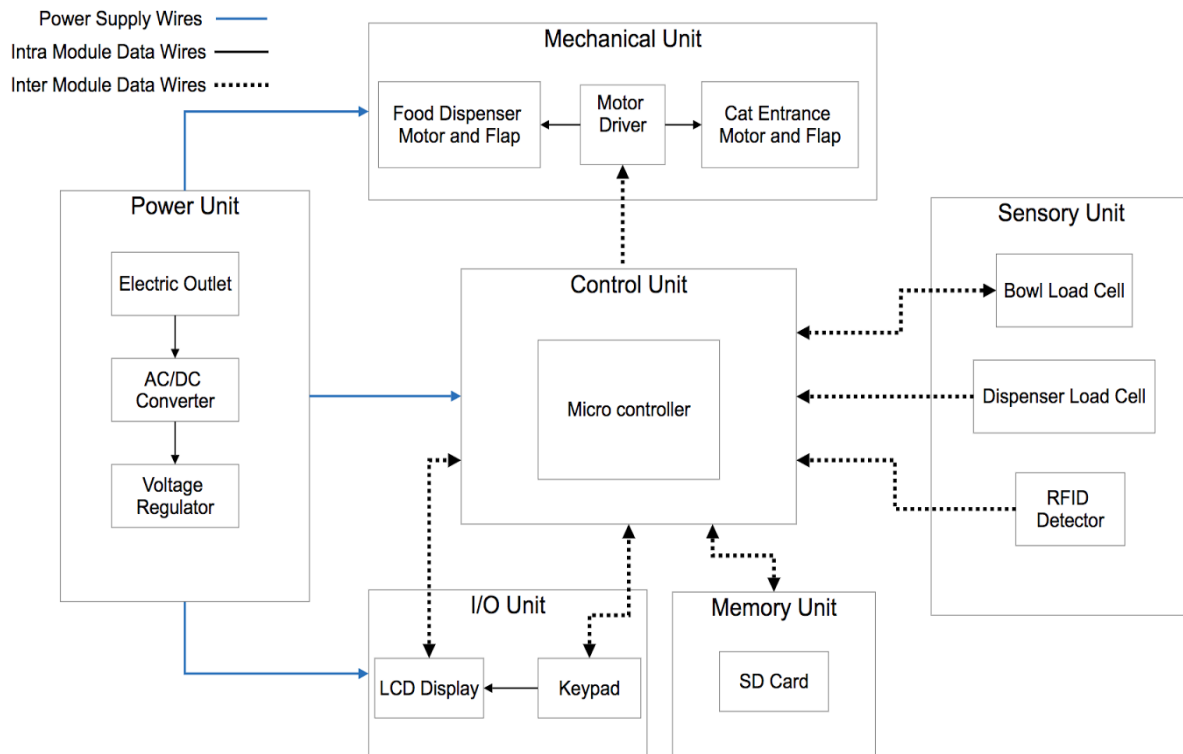 Power Supply Wires
Intra Module Data Wires
Inter Module Data Wires
Mechanical Unit
Food Dispenser
Motor and Flap
Motor
Driver
Cat Entrance
Motor and Flap
Power Unit
Electric Outlet
AC/DC
Converter
Voltage
Regulator
Control Unit
Micro controller
Sensory Unit
Bowl Load Cell
Dispenser Load Cell
RFID
Detector
I/O Unit
LCD Display
Keypad
Memory Unit
SD Card